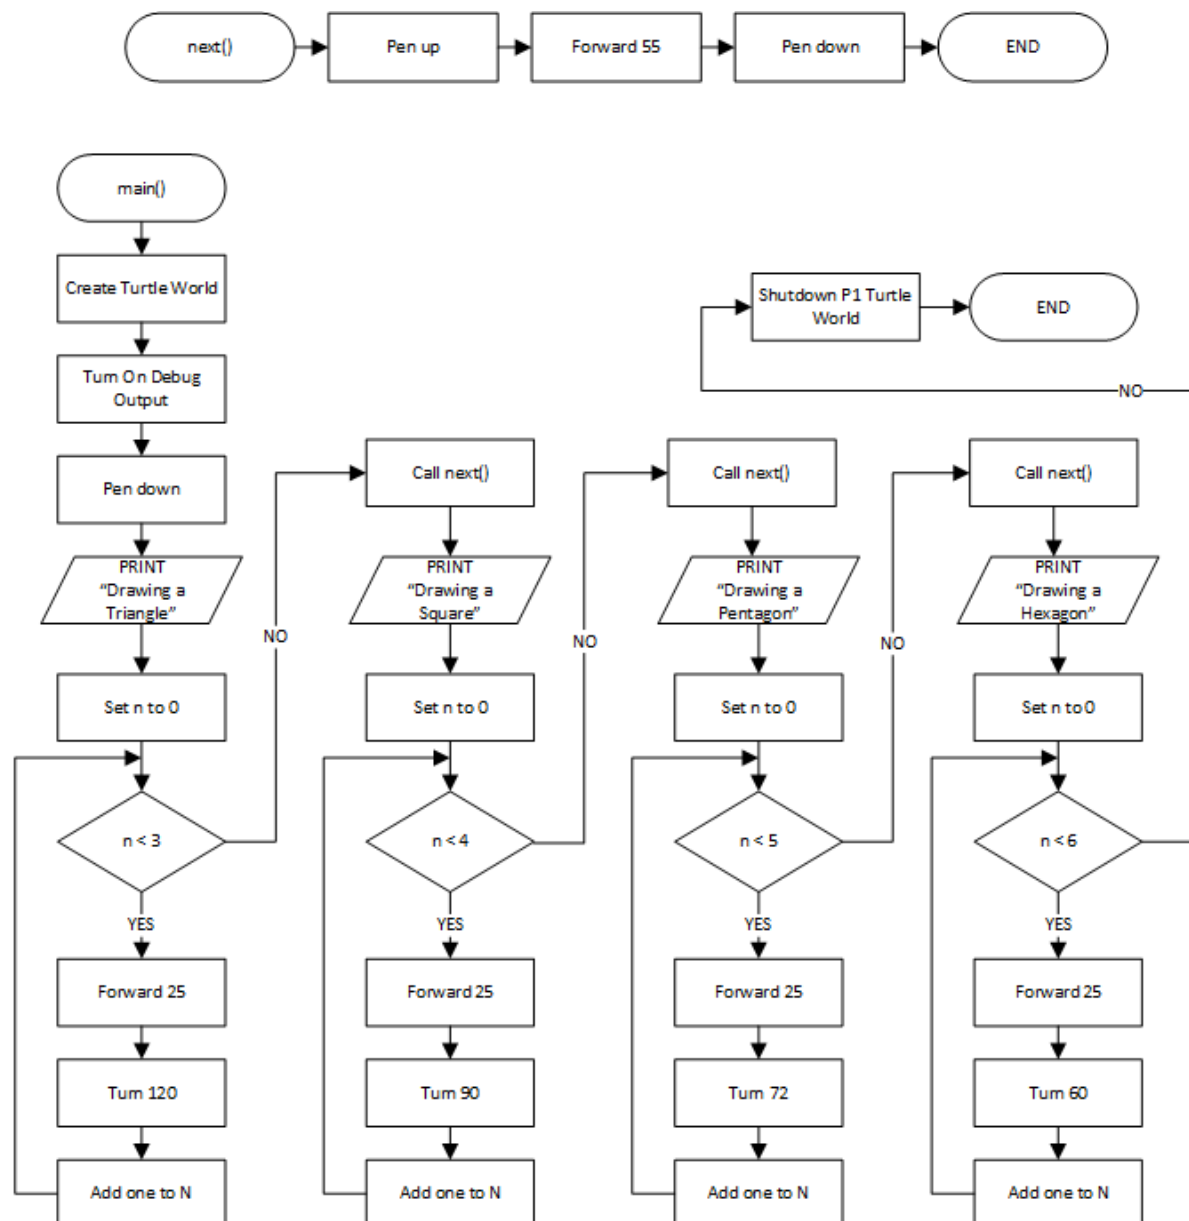 next()
Pen up
Forward 55
Pen down
END
main()
Create Turtle World
Turn On Debug
Output
Pen down
PRINT
“Drawing a
Triangle”
Set n to 0
n < 3
NO
YES
Forward 25
Turn 120
Add one to N
Call next()
PRINT
“Drawing a
Square”
Set n to 0
n < 4
NO
YES
Forward 25
Turn 90
Add one to N
Call next()
PRINT
“Drawing a
Pentagon”
Set n to 0
n < 5
NO
YES
Forward 25
Turn 72
Add one to N
Call next()
PRINT
“Drawing a
Hexagon”
Set n to 0
n < 6
NO
YES
Forward 25
Turn 60
Add one to N
Shutdown P1 Turtle
World
END